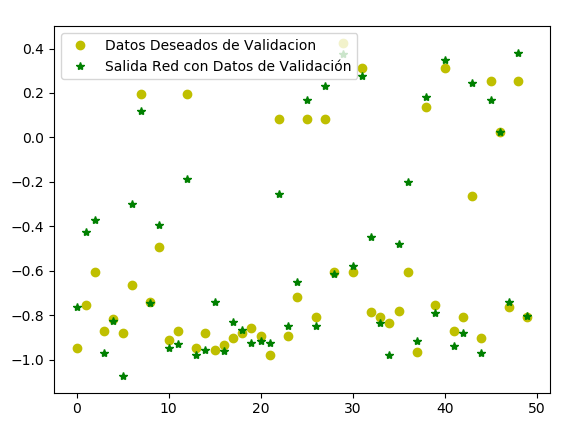 Datos Deseados de Validacion
Salida Red con Datos de Validación
0.4
0.2
0.0
−0.2
−0.4
−0.6
−0.8
−1.0
0 10 20 30 40 50